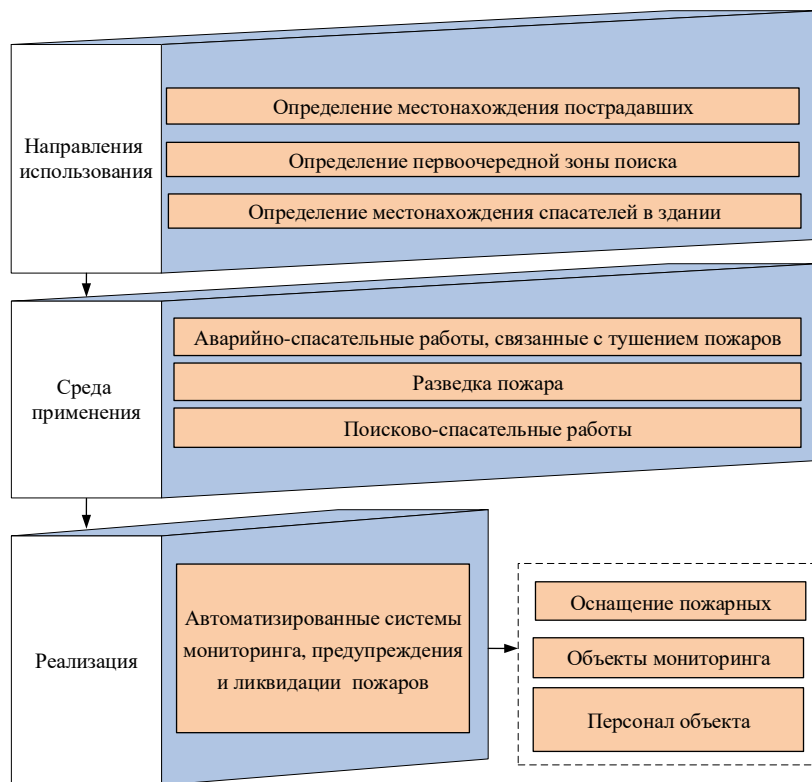 Направления
использования
Определение местонахождения пострадавших
Определение первоочередной зоны поиска
Определение местонахождения спасателей в здании
Среда
применения
Аварийно-спасательные работы, связанные с тушением пожаров
Разведка пожара
Поисково-спасательные работы
Реализация
Автоматизированные системы
мониторинга, предупреждения
и ликвидации пожаров
Оснащение пожарных
Объекты мониторинга
Персонал объекта